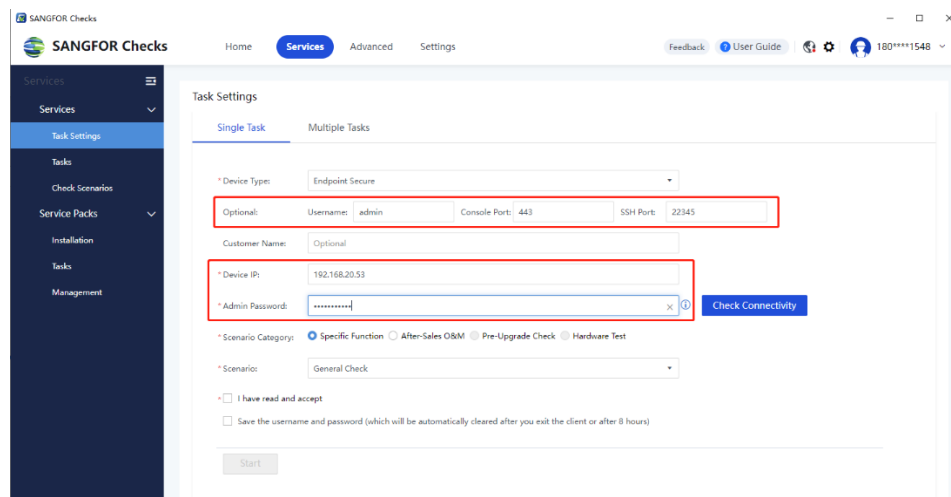 SANGFOR Checks
SANGFOR Checks
Home Services Advanced Settings Feedback User Guide 180****1548
Services
Services
Task Settings
Tasks
Check Scenarios
Service Packs
Installation
Tasks
Management
Task Settings
Single Task Multiple Tasks
* Device Type: Endpoint Secure
Optional: Username: admin Console Port: 443 SSH Port: 22345
Customer Name: Optional
* Device IP: 192.168.20.53
* Admin Password: •••••••••••
Check Connectivity
* Scenario Category: Specific Function After-Sales O&M Pre-Upgrade Check Hardware Test
* Scenario: General Check
* I have read and accept
Save the username and password (which will be automatically cleared after you exit the client or after 8 hours)
Start